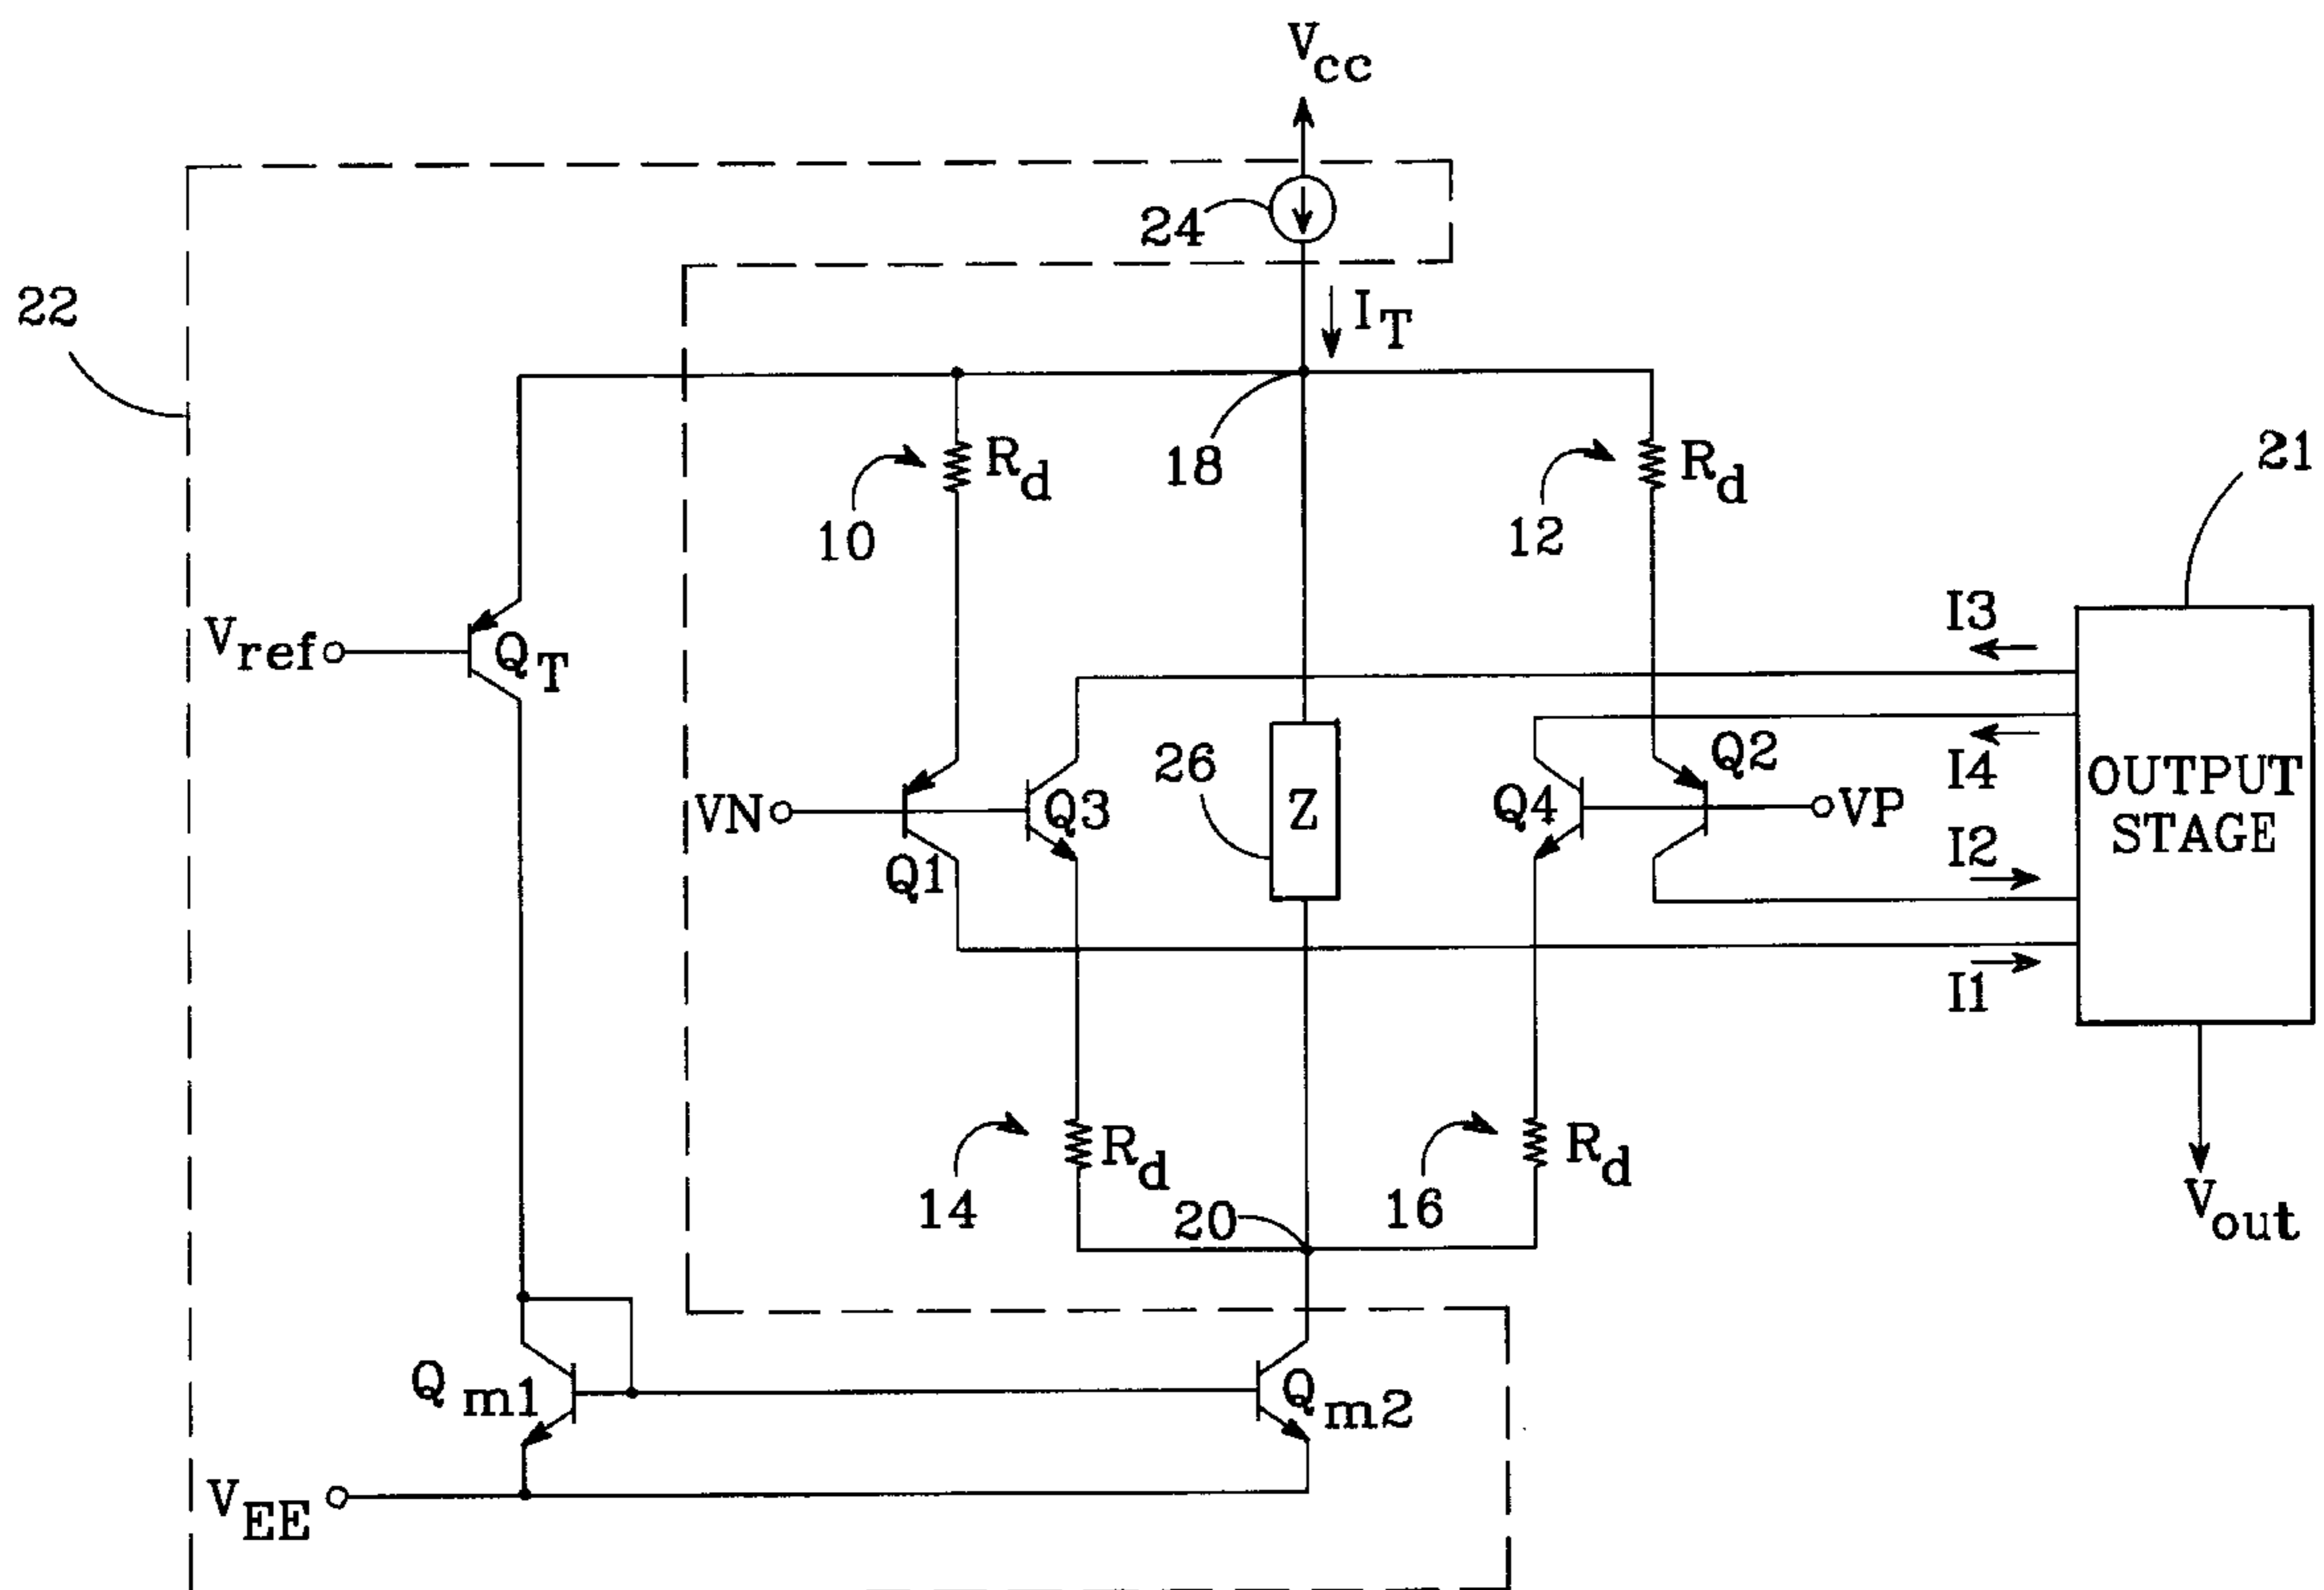 Vcc
24
22
IT
18
Rd
10
Rd
12
21
I3
Vref
QT
I4
Q2
26
Z
VN
Q3
Q4
VP
OUTPUT
STAGE
I2
Q1
I1
Rd
14
Rd
16
20
Vout
Qm1
Qm2
VEE